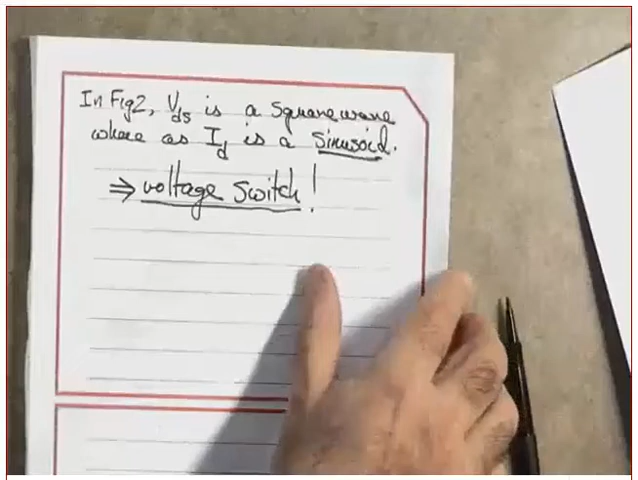 In Fig2, Vds is a square wave
where as Id is a sinusoid.
⇒ voltage switch!